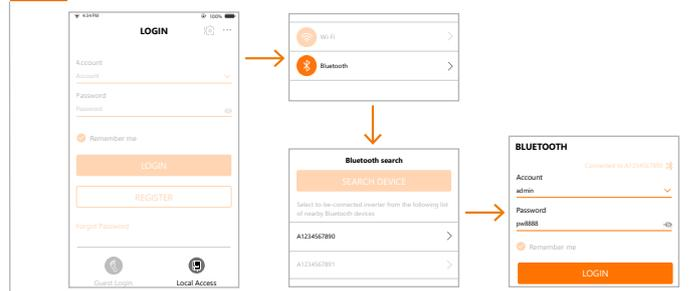 4:34 PM
100%
LOGIN
Account
Account
Password
Password
Remember me
LOGIN
REGISTER
Forgot Password
Guest Login
Local Access
Wi-Fi
Bluetooth
Bluetooth search
SEARCH DEVICE
Select to-be-connected inverter from the following list
of nearby Bluetooth devices
A1234567890
A1234567891
BLUETOOTH
Connected to A1234567890
Account
admin
Password
pw8888
Remember me
LOGIN